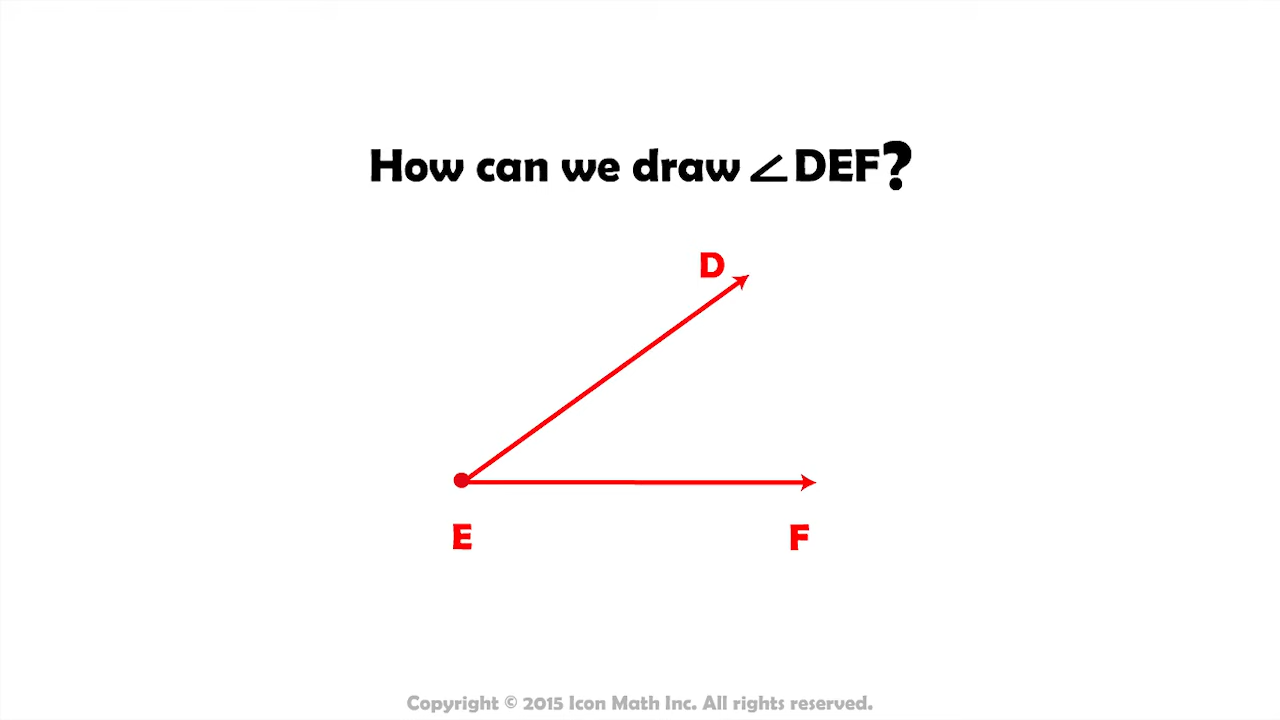 How can we draw ∠DEF?
D
E F
Copyright © 2015 Icon Math Inc. All rights reserved.